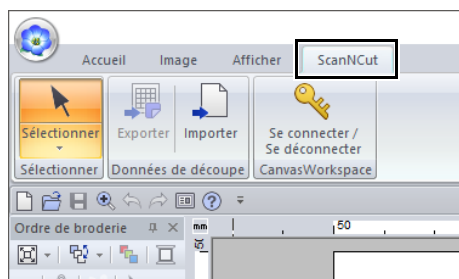 Accueil Image Afficher ScanNCut
Sélectionner Exporter Importer Se connecter /
Se déconnecter
Sélectionner Données de découpe CanvasWorkspace
Ordre de broderie mm 50